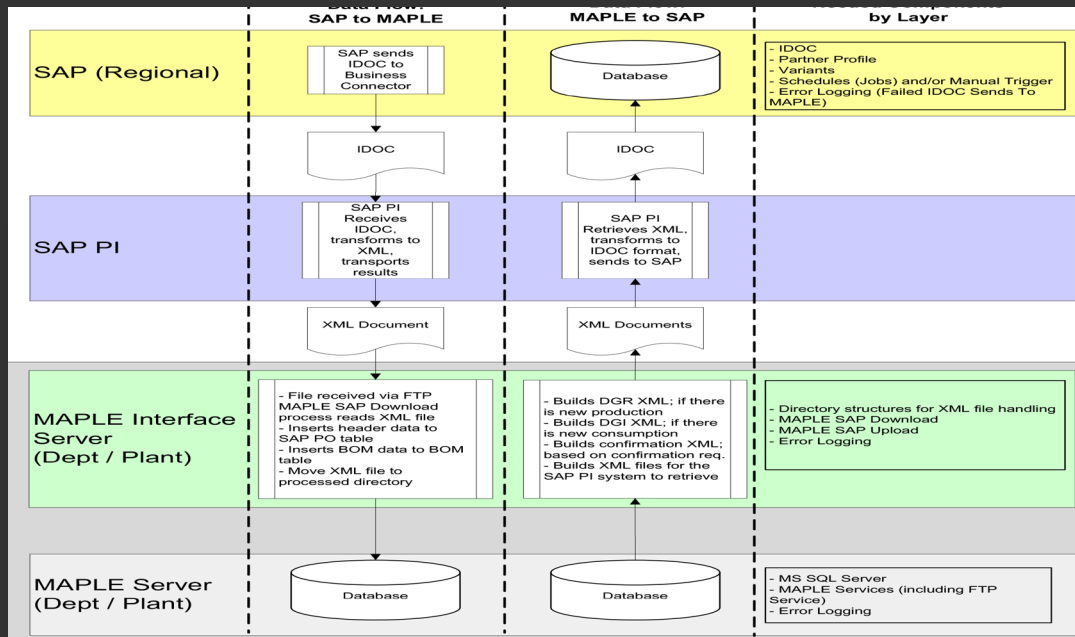 SAP to MAPLE
MAPLE to SAP
by Layer
SAP (Regional)
SAP sends
IDOC to
Business
Connector
Database
- IDOC
- Partner Profile
- Variants
- Schedules (Jobs) and/or Manual Trigger
- Error Logging (Failed IDOC Sends To
MAPLE)
IDOC
IDOC
SAP PI
SAP PI
Receives
IDOC,
transforms to
XML,
transports
results
SAP PI
Retrieves XML,
transforms to
IDOC format,
sends to SAP
XML Document
XML Documents
MAPLE Interface
Server
(Dept / Plant)
- File received via FTP
MAPLE SAP Download
process reads XML file
- Inserts header data to
SAP PO table
- Inserts BOM data to BOM
table
- Move XML file to
processed directory
- Builds DGR XML; if there
is new production
- Builds DGI XML; if there
is new consumption
- Builds confirmation XML;
based on confirmation req.
- Builds XML files for the
SAP PI system to retrieve
- Directory structures for XML file handling
- MAPLE SAP Download
- MAPLE SAP Upload
- Error Logging
MAPLE Server
(Dept / Plant)
Database
Database
- MS SQL Server
- MAPLE Services (including FTP
Service)
- Error Logging